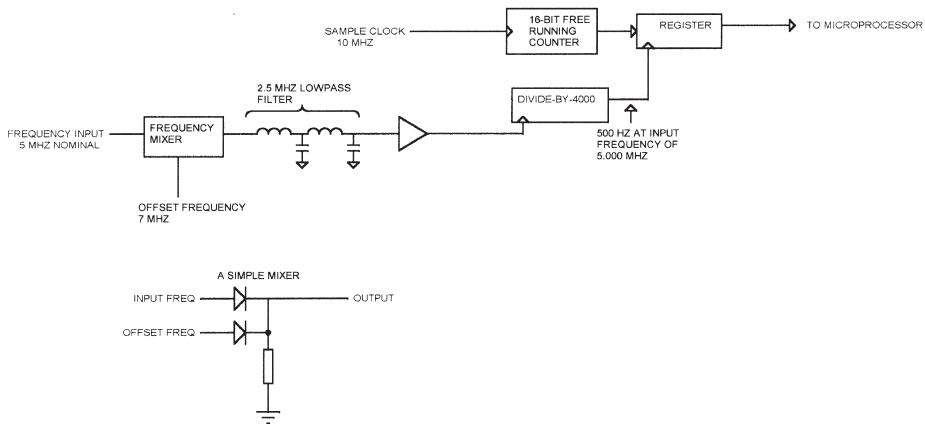 16-BIT FREE
RUNNING
COUNTER
REGISTER
TO MICROPROCESSOR
SAMPLE CLOCK
10 MHZ
2.5 MHZ LOWPASS
FILTER
DIVIDE-BY-4000
FREQUENCY INPUT
5 MHZ NOMINAL
FREQUENCY
MIXER
500 HZ AT INPUT
FREQUENCY OF
5.000 MHZ
OFFSET FREQUENCY
7 MHZ
A SIMPLE MIXER
INPUT FREQ
OUTPUT
OFFSET FREQ